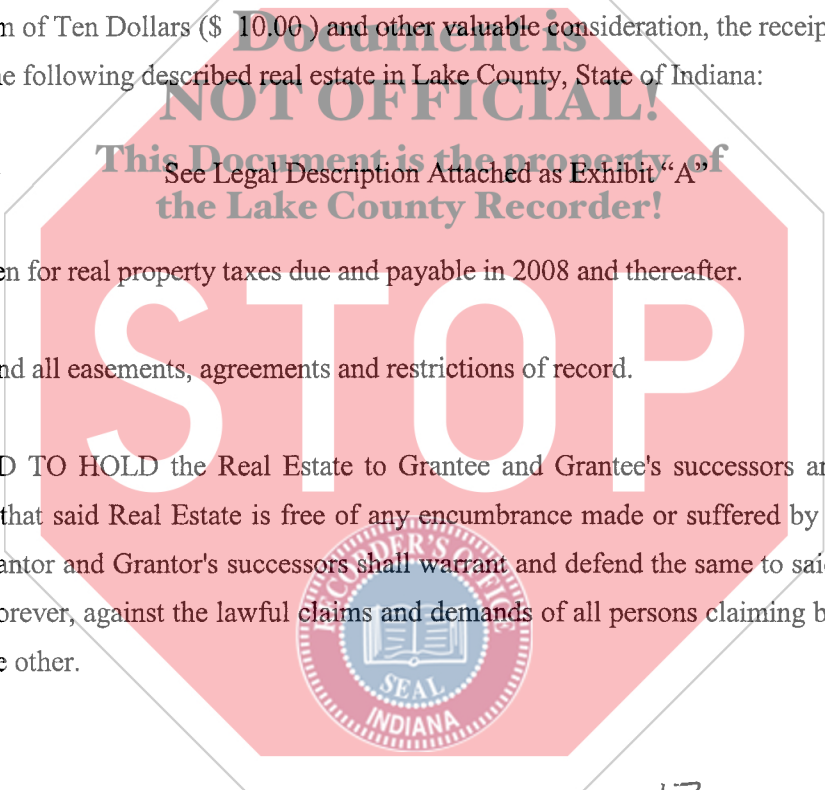 n of Ten Dollars ($ 10.00 ) and other valuable consideration, the receip
Document is
e following described real estate in Lake County, State of Indiana:
NOT OFFICIAL!
This Document is the property of
See Legal Description Attached as Exhibit “A”
the Lake County Recorder!
en for real property taxes due and payable in 2008 and thereafter.
STOP
nd all easements, agreements and restrictions of record.
D TO HOLD the Real Estate to Grantee and Grantee's successors an
that said Real Estate is free of any encumbrance made or suffered by
antor and Grantor's successors shall warrant and defend the same to said
orever, against the lawful claims and demands of all persons claiming b
e other.
RECORDER'S OFFICE
SEAL
INDIANA